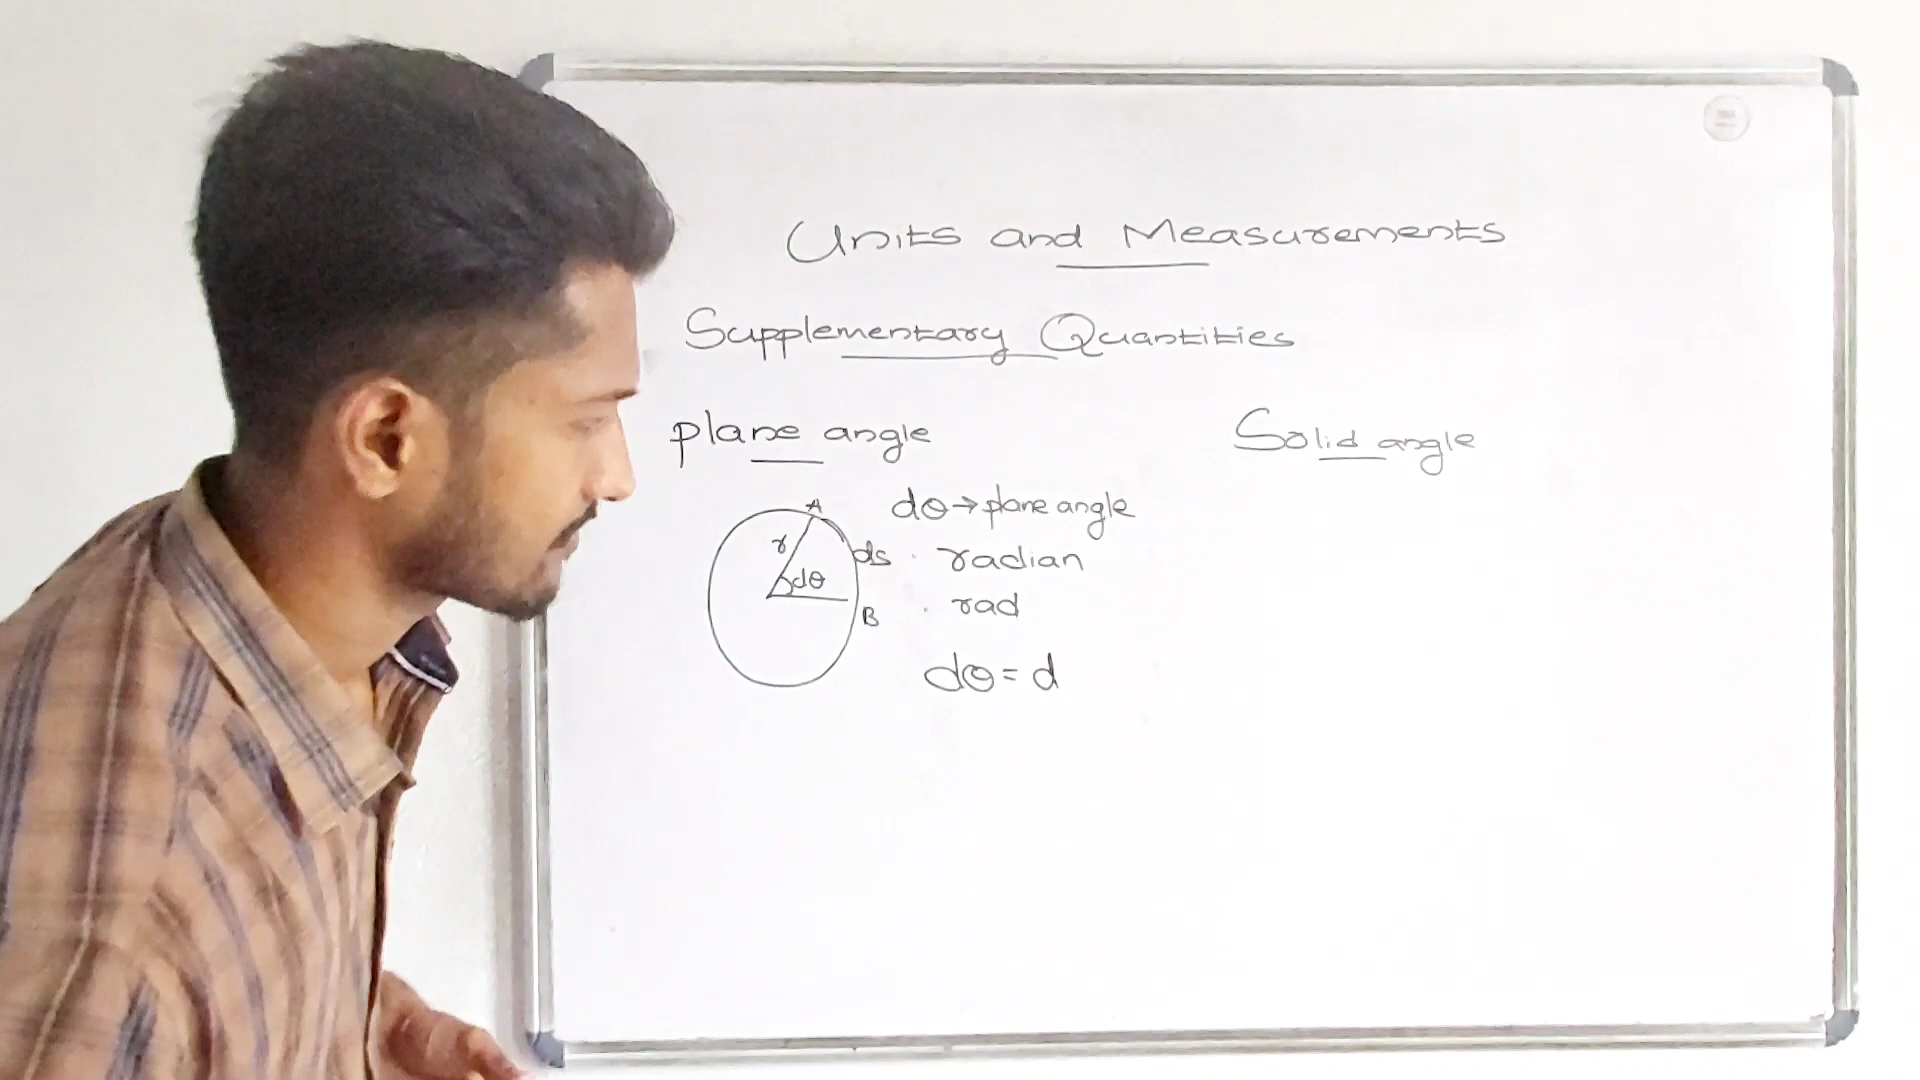 Units and Measurements
Supplementary Quantities
plane angle
Solid angle
A
r
dθ
ds
B
dθ→plane angle
radian
rad
dθ = d